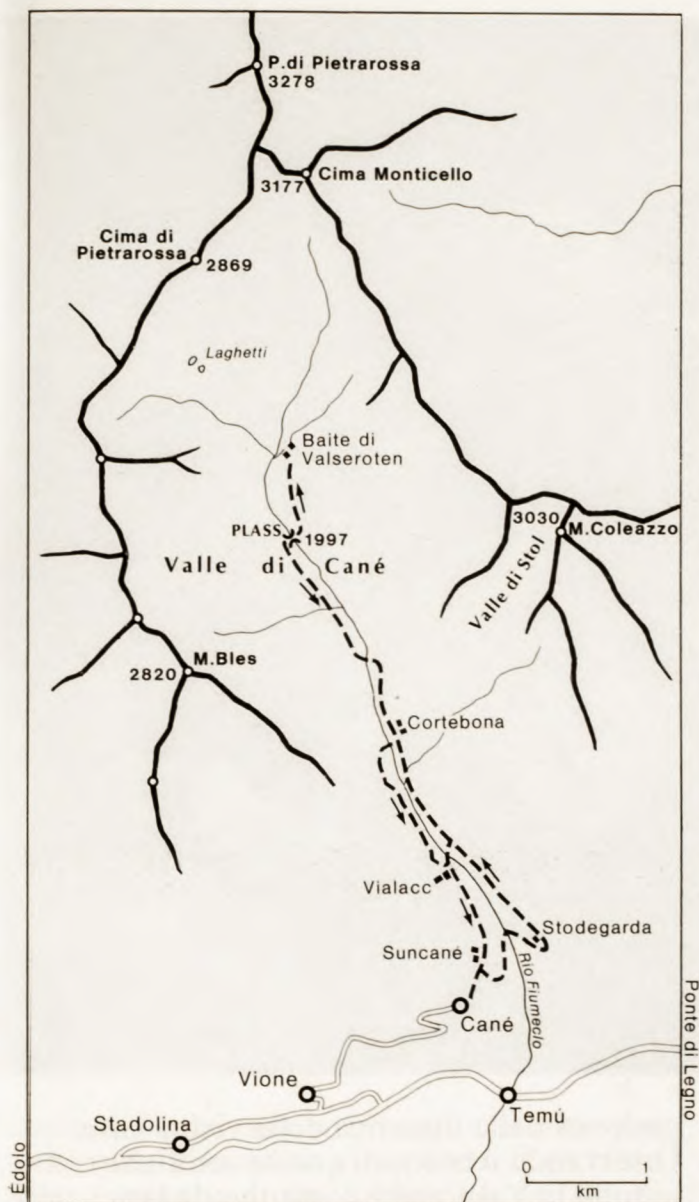 P. di Pietrarossa
3278
3177
Cima Monticello
Cima di
Pietrarossa
2869
Laghetti
Baite di
Valseroten
PLASS
1997
3030
M. Coleazzo
Valle di Cané
Valle di Stol
M. Bles
2820
Cortebona
Vialacc
Stodegarda
Suncané
Rio Fiumeclo
Cané
Ponte di Legno
Vione
Temú
Stadolina
Edolo
0 1
km